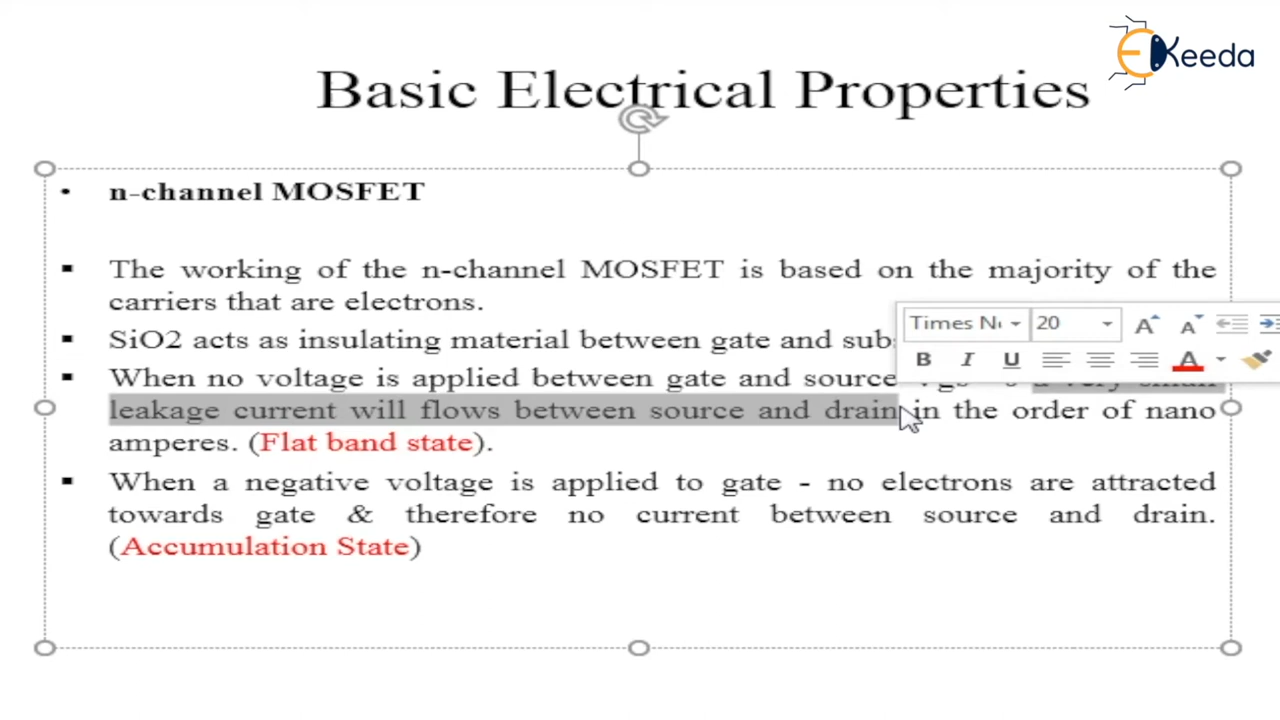 EKeeda
Basic Electrical Properties
• n-channel MOSFET
▪ The working of the n-channel MOSFET is based on the majority of the
carriers that are electrons.
▪ SiO2 acts as insulating material between gate and
▪ When no voltage is applied between gate and source
leakage current will flows between source and drain in the order of nano
amperes. (Flat band state).
▪ When a negative voltage is applied to gate - no electrons are attracted
towards gate & therefore no current between source and drain.
(Accumulation State)
20
B I U A